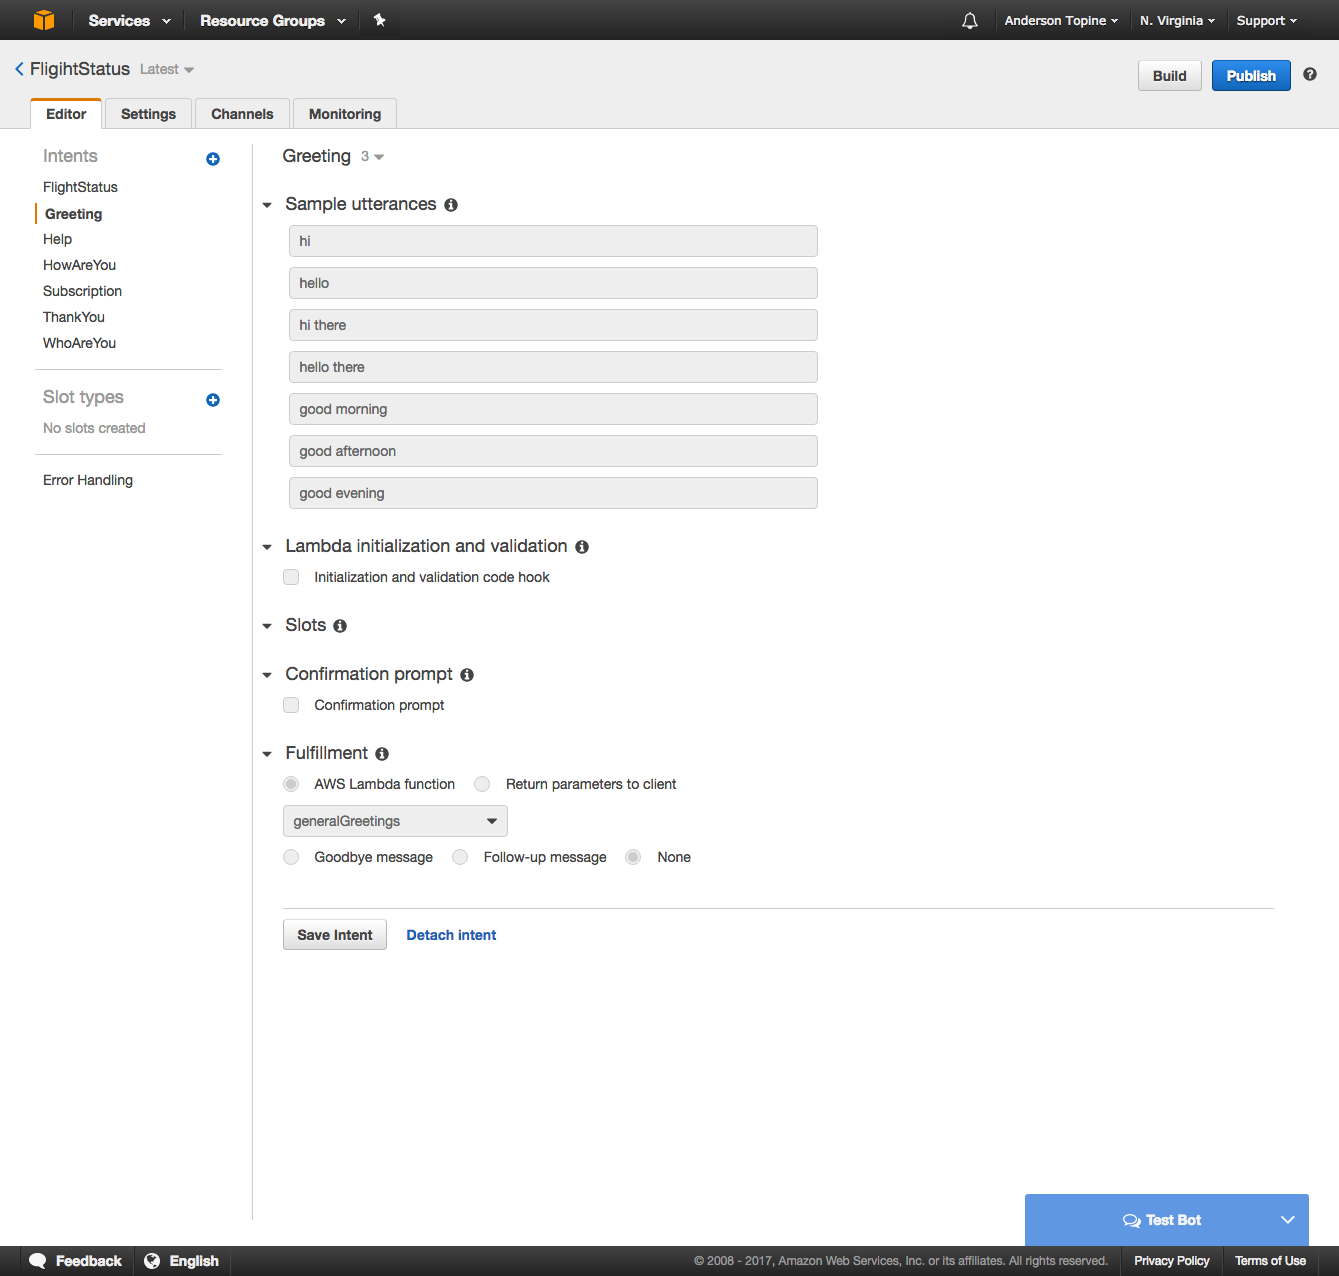 Services Resource Groups Anderson Topine N. Virginia Support
FligihtStatus Latest
Build Publish
Editor Settings Channels Monitoring
Intents
FlightStatus
Greeting
Help
HowAreYou
Subscription
ThankYou
WhoAreYou
Slot types
No slots created
Error Handling
Greeting 3
Sample utterances
hi
hello
hi there
hello there
good morning
good afternoon
good evening
Lambda initialization and validation
Initialization and validation code hook
Slots
Confirmation prompt
Confirmation prompt
Fulfillment
AWS Lambda function Return parameters to client
generalGreetings
Goodbye message Follow-up message None
Save Intent Detach intent
Test Bot
Feedback English © 2008 - 2017, Amazon Web Services, Inc. or its affiliates. All rights reserved. Privacy Policy Terms of Use